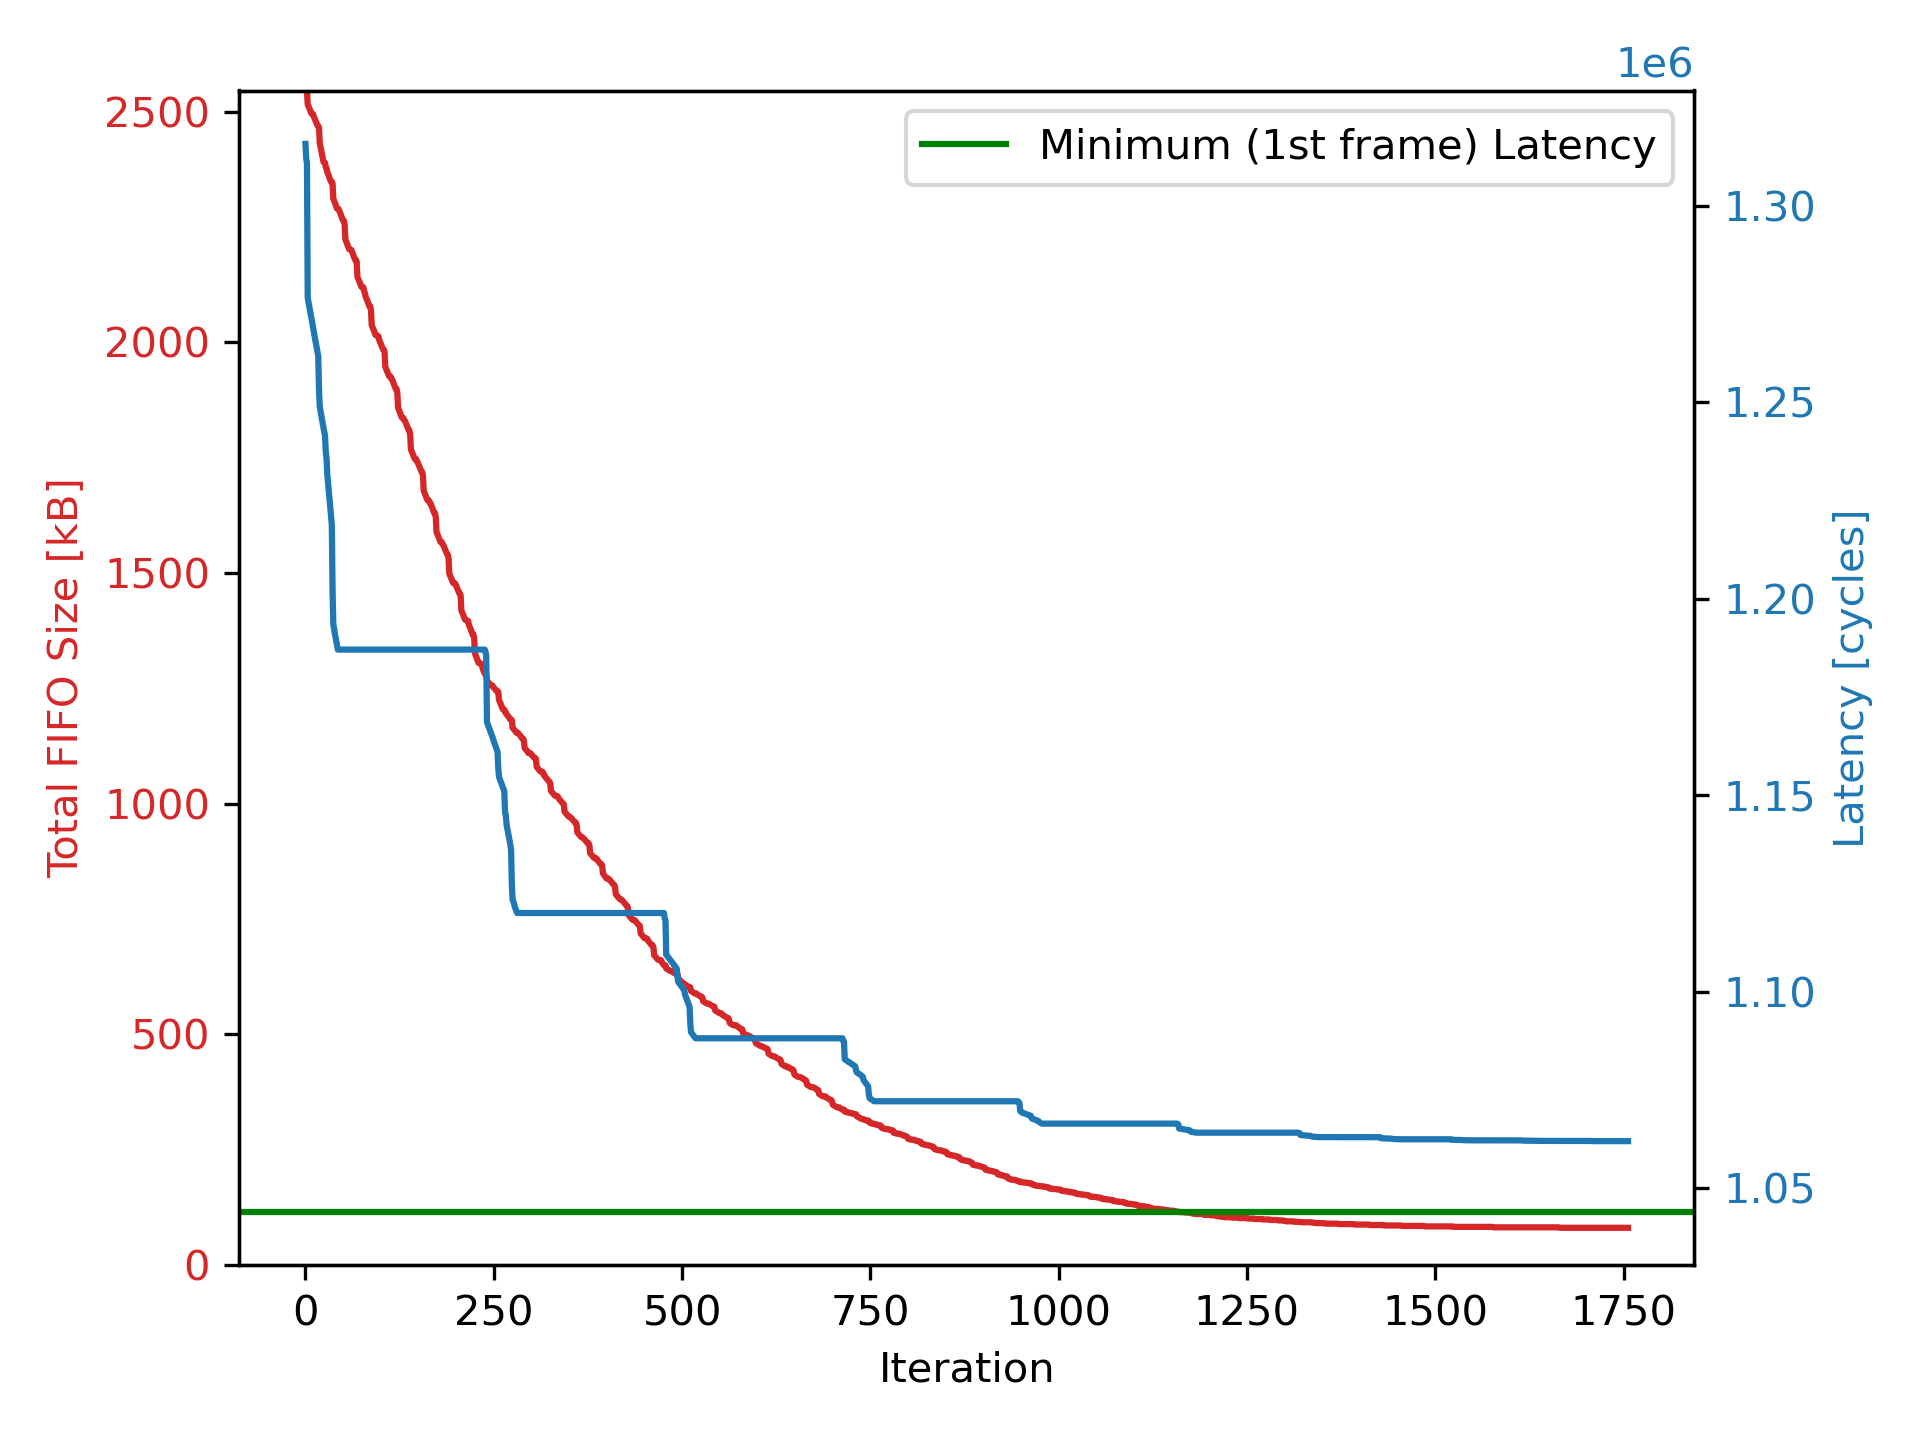 1e6
Minimum (1st frame) Latency
2500
2000
1500
1000
500
0
Total FIFO Size [kB]
1.30
1.25
1.20
1.15
1.10
1.05
Latency [cycles]
0 250 500 750 1000 1250 1500 1750
Iteration